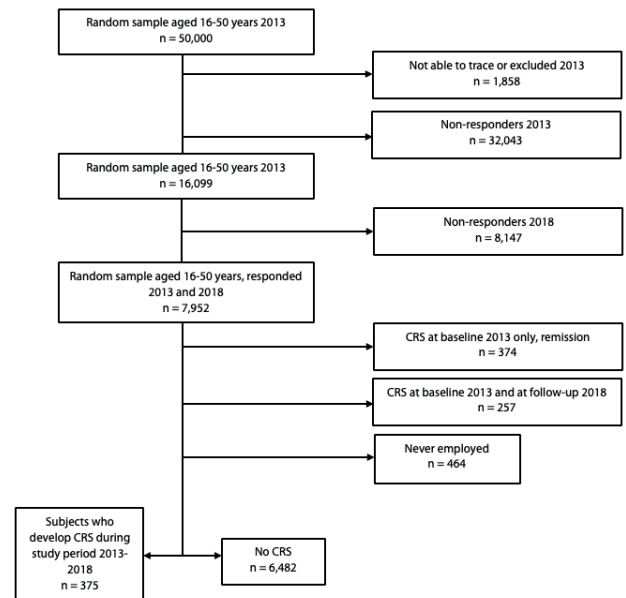 Random sample aged 16-50 years 2013
n = 50,000
Not able to trace or excluded 2013
n = 1,858
Non-responders 2013
n = 32,043
Random sample aged 16-50 years 2013
n = 16,099
Non-responders 2018
n = 8,147
Random sample aged 16-50 years, responded
2013 and 2018
n = 7,952
CRS at baseline 2013 only, remission
n = 374
CRS at baseline 2013 and at follow-up 2018
n = 257
Never employed
n = 464
Subjects who
develop CRS during
study period 2013-
2018
n = 375
No CRS
n = 6,482